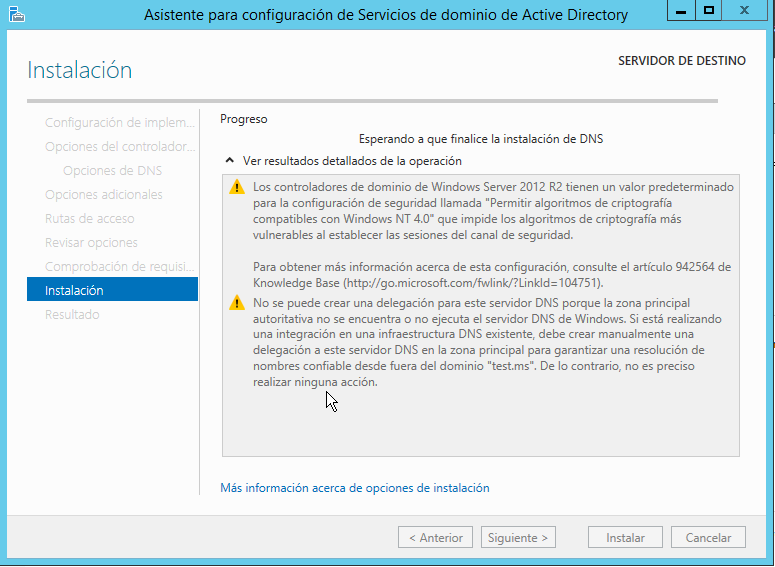 Asistente para configuración de Servicios de dominio de Active Directory
Instalación
SERVIDOR DE DESTINO
Configuración de implem...
Opciones del controlador...
Opciones de DNS
Opciones adicionales
Rutas de acceso
Revisar opciones
Comprobación de requisi...
Instalación
Resultado
Progreso
Esperando a que finalice la instalación de DNS
Ver resultados detallados de la operación
Los controladores de dominio de Windows Server 2012 R2 tienen un valor predeterminado
para la configuración de seguridad llamada "Permitir algoritmos de criptografía
compatibles con Windows NT 4.0" que impide los algoritmos de criptografía más
vulnerables al establecer las sesiones del canal de seguridad.
Para obtener más información acerca de esta configuración, consulte el artículo 942564 de
Knowledge Base (http://go.microsoft.com/fwlink/?LinkId=104751).
No se puede crear una delegación para este servidor DNS porque la zona principal
autoritativa no se encuentra o no ejecuta el servidor DNS de Windows. Si está realizando
una integración en una infraestructura DNS existente, debe crear manualmente una
delegación a este servidor DNS en la zona principal para garantizar una resolución de
nombres confiable desde fuera del dominio "test.ms". De lo contrario, no es preciso
realizar ninguna acción.
Más información acerca de opciones de instalación
< Anterior
Siguiente >
Instalar
Cancelar